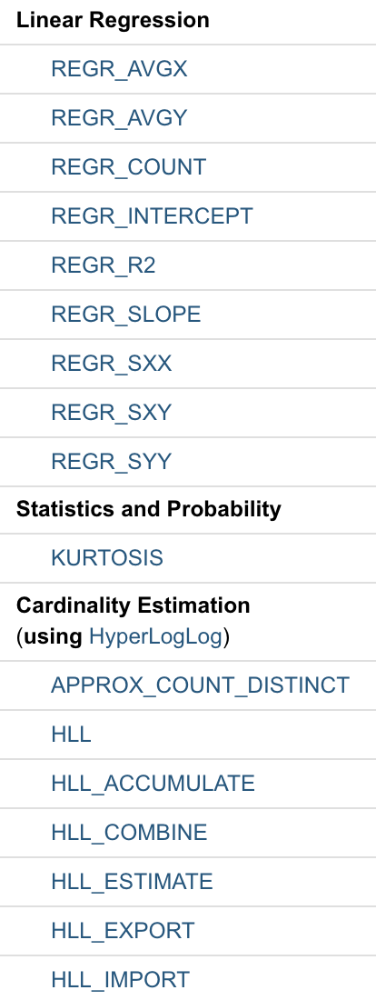 Linear Regression
REGR_AVGX
REGR_AVGY
REGR_COUNT
REGR_INTERCEPT
REGR_R2
REGR_SLOPE
REGR_SXX
REGR_SXY
REGR_SYY
Statistics and Probability
KURTOSIS
Cardinality Estimation
(using HyperLogLog)
APPROX_COUNT_DISTINCT
HLL
HLL_ACCUMULATE
HLL_COMBINE
HLL_ESTIMATE
HLL_EXPORT
HLL_IMPORT